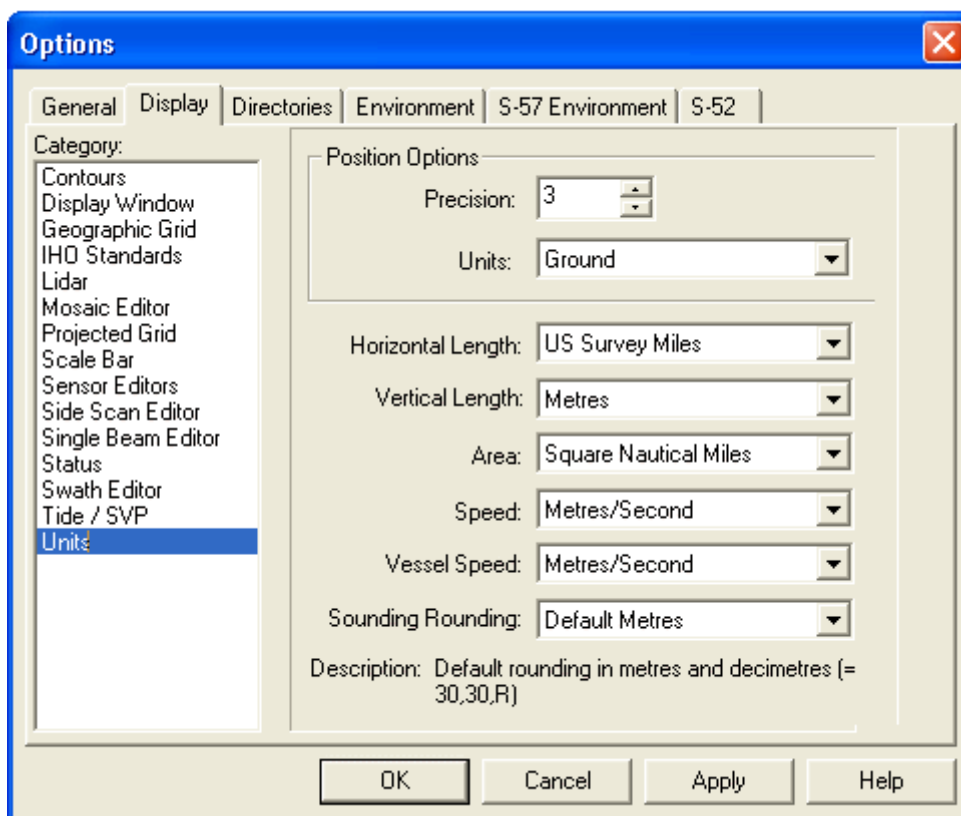 Options
General Display Directories Environment S-57 Environment S-52
Category:
Contours
Display Window
Geographic Grid
IHO Standards
Lidar
Mosaic Editor
Projected Grid
Scale Bar
Sensor Editors
Side Scan Editor
Single Beam Editor
Status
Swath Editor
Tide / SVP
Units
Position Options
Precision: 3
Units: Ground
Horizontal Length: US Survey Miles
Vertical Length: Metres
Area: Square Nautical Miles
Speed: Metres/Second
Vessel Speed: Metres/Second
Sounding Rounding: Default Metres
Description: Default rounding in metres and decimetres (=
30,30,R)
OK Cancel Apply Help